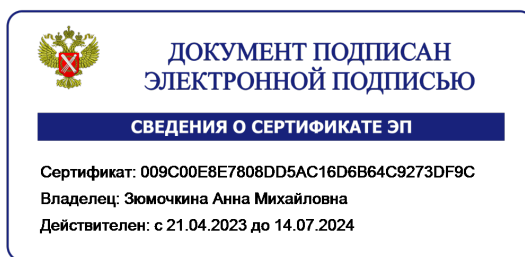 ДОКУМЕНТ ПОДПИСАН
ЭЛЕКТРОННОЙ ПОДПИСЬЮ
СВЕДЕНИЯ О СЕРТИФИКАТЕ ЭП
Сертификат: 009C00E8E7808DD5AC16D6B64C9273DF9C
Владелец: Зюмочкина Анна Михайловна
Действителен: с 21.04.2023 до 14.07.2024